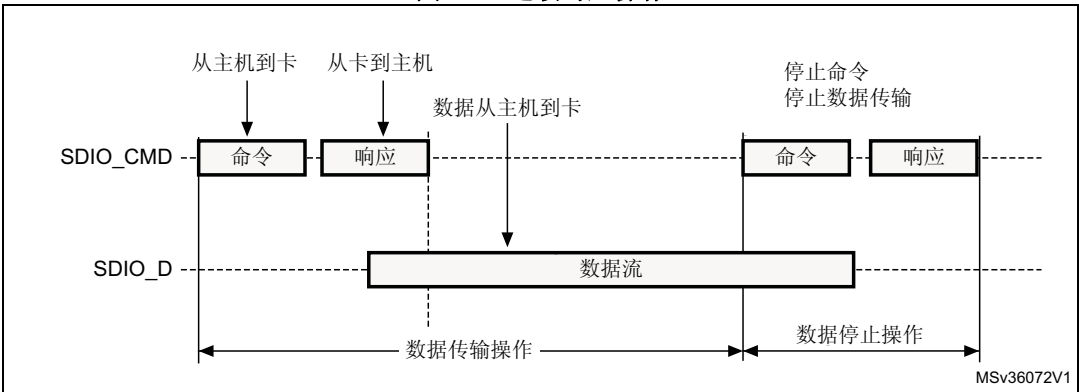 从主机到卡
从卡到主机
停止命令
停止数据传输
数据从主机到卡
SDIO_CMD
命令
响应
命令
响应
SDIO_D
数据流
数据传输操作
数据停止操作
MSv36072V1